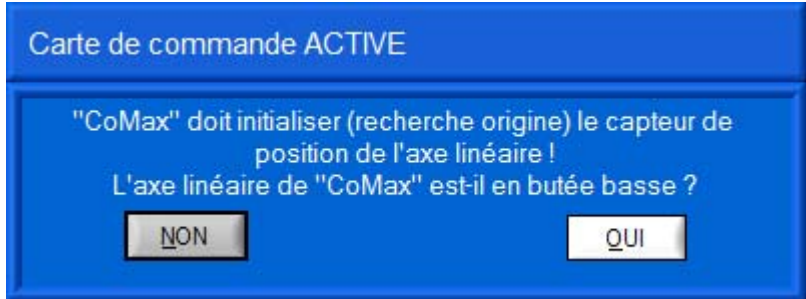 Carte de commande ACTIVE
"CoMax" doit initialiser (recherche origine) le capteur de
position de l'axe linéaire !
L'axe linéaire de "CoMax" est-il en butée basse ?
NON QUI